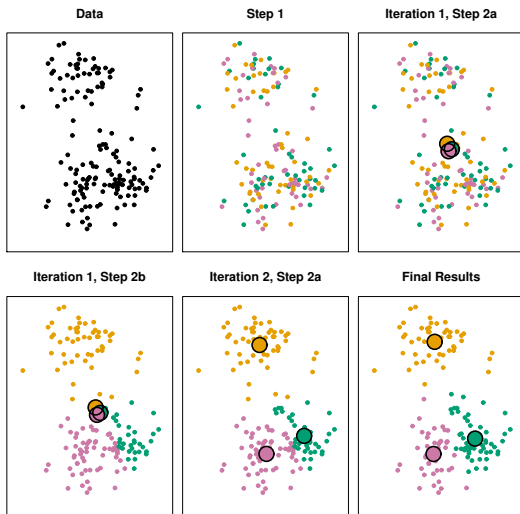 Data
Step 1
Iteration 1, Step 2a
Iteration 1, Step 2b
Iteration 2, Step 2a
Final Results